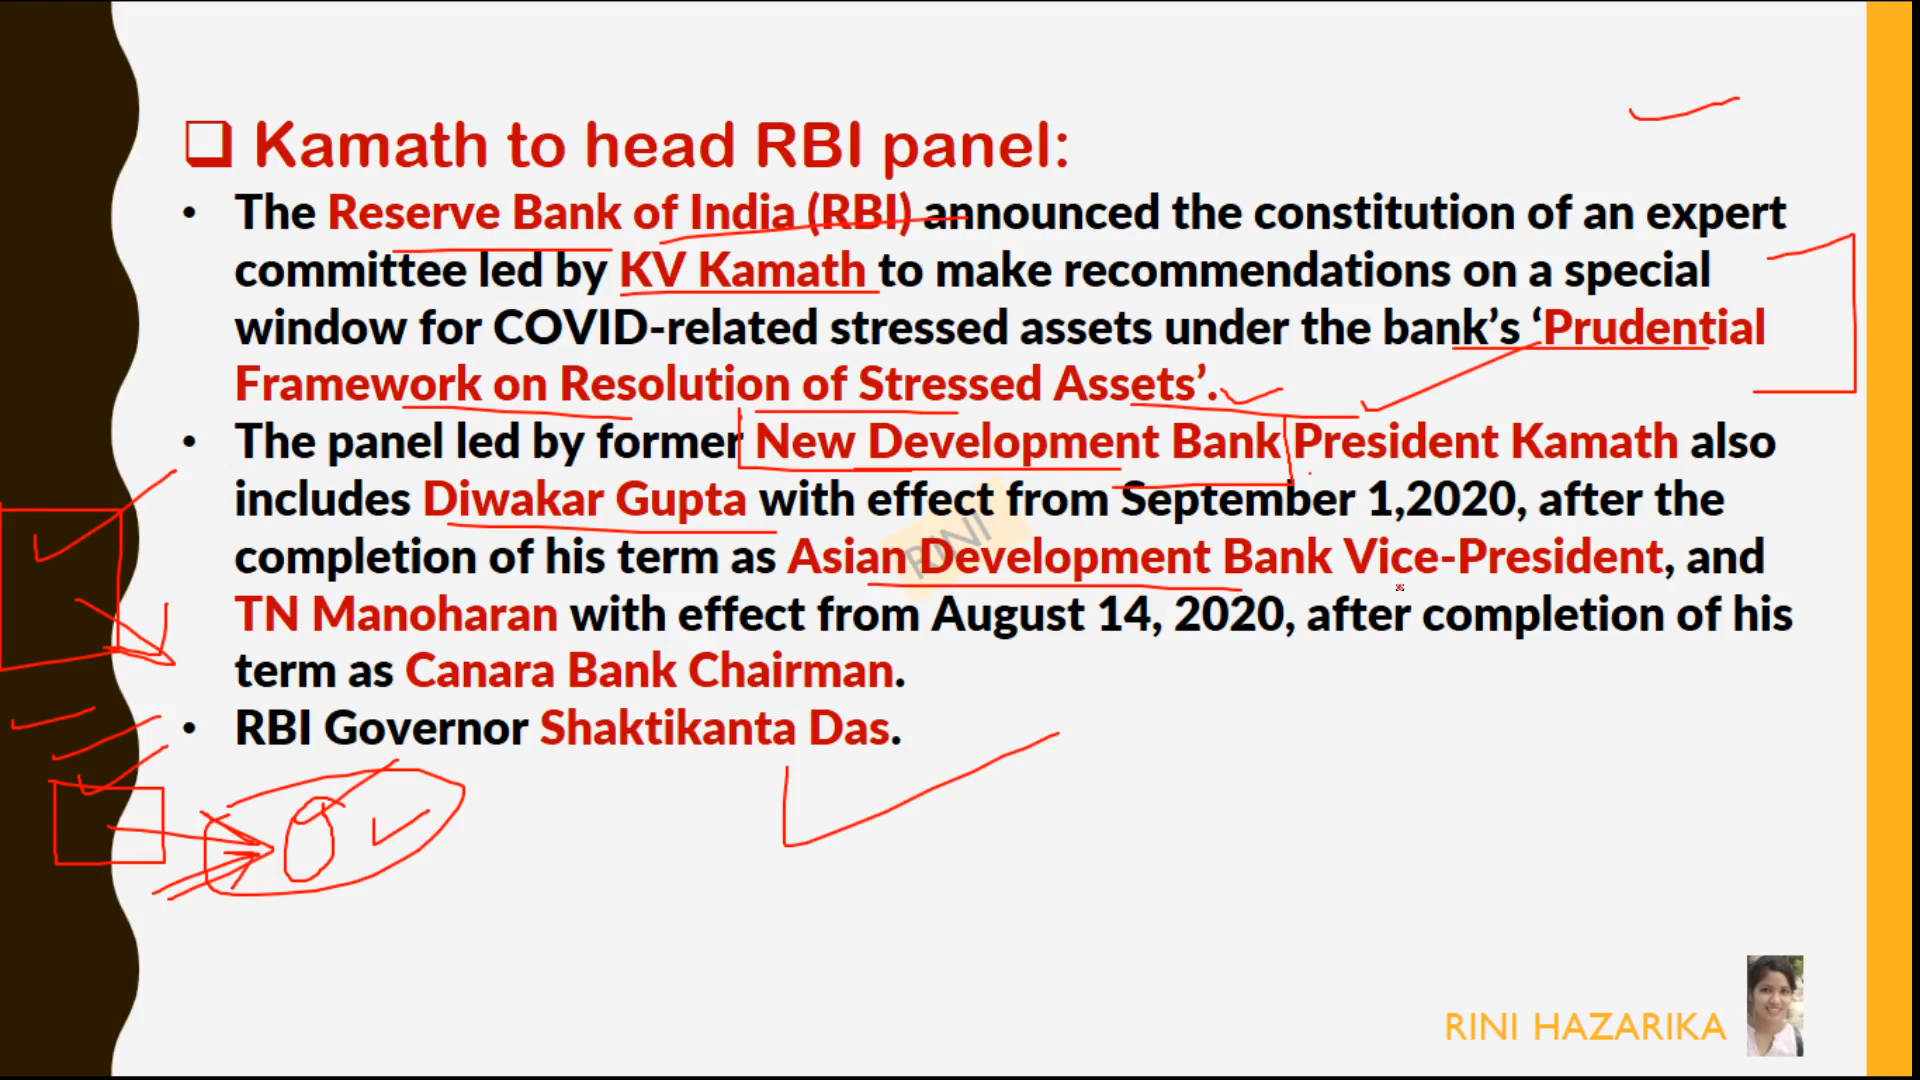 Kamath to head RBI panel:
• The Reserve Bank of India (RBI) announced the constitution of an expert
committee led by KV Kamath to make recommendations on a special
window for COVID-related stressed assets under the bank’s ‘Prudential
Framework on Resolution of Stressed Assets’.
• The panel led by former New Development Bank President Kamath also
includes Diwakar Gupta with effect from September 1,2020, after the
completion of his term as Asian Development Bank Vice-President, and
TN Manoharan with effect from August 14, 2020, after completion of his
term as Canara Bank Chairman.
• RBI Governor Shaktikanta Das.
RINI
RINI HAZARIKA